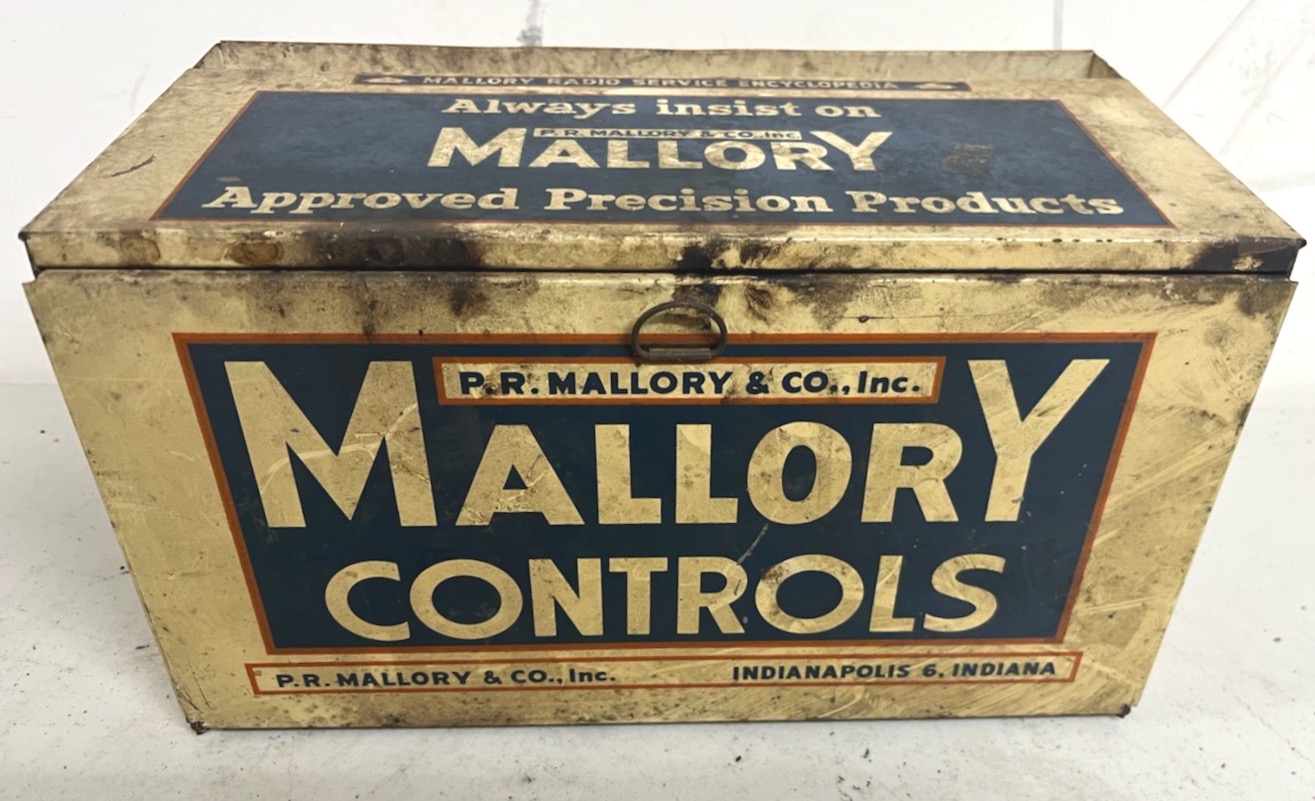 MALLORY RADIO SERVICE ENCYCLOPEDIA
Always insist on
P. R. MALLORY & CO., Inc.
MALLORY
Approved Precision Products
P. R. MALLORY & CO., Inc.
MALLORY
CONTROLS
P. R. MALLORY & CO., Inc. INDIANAPOLIS 6, INDIANA